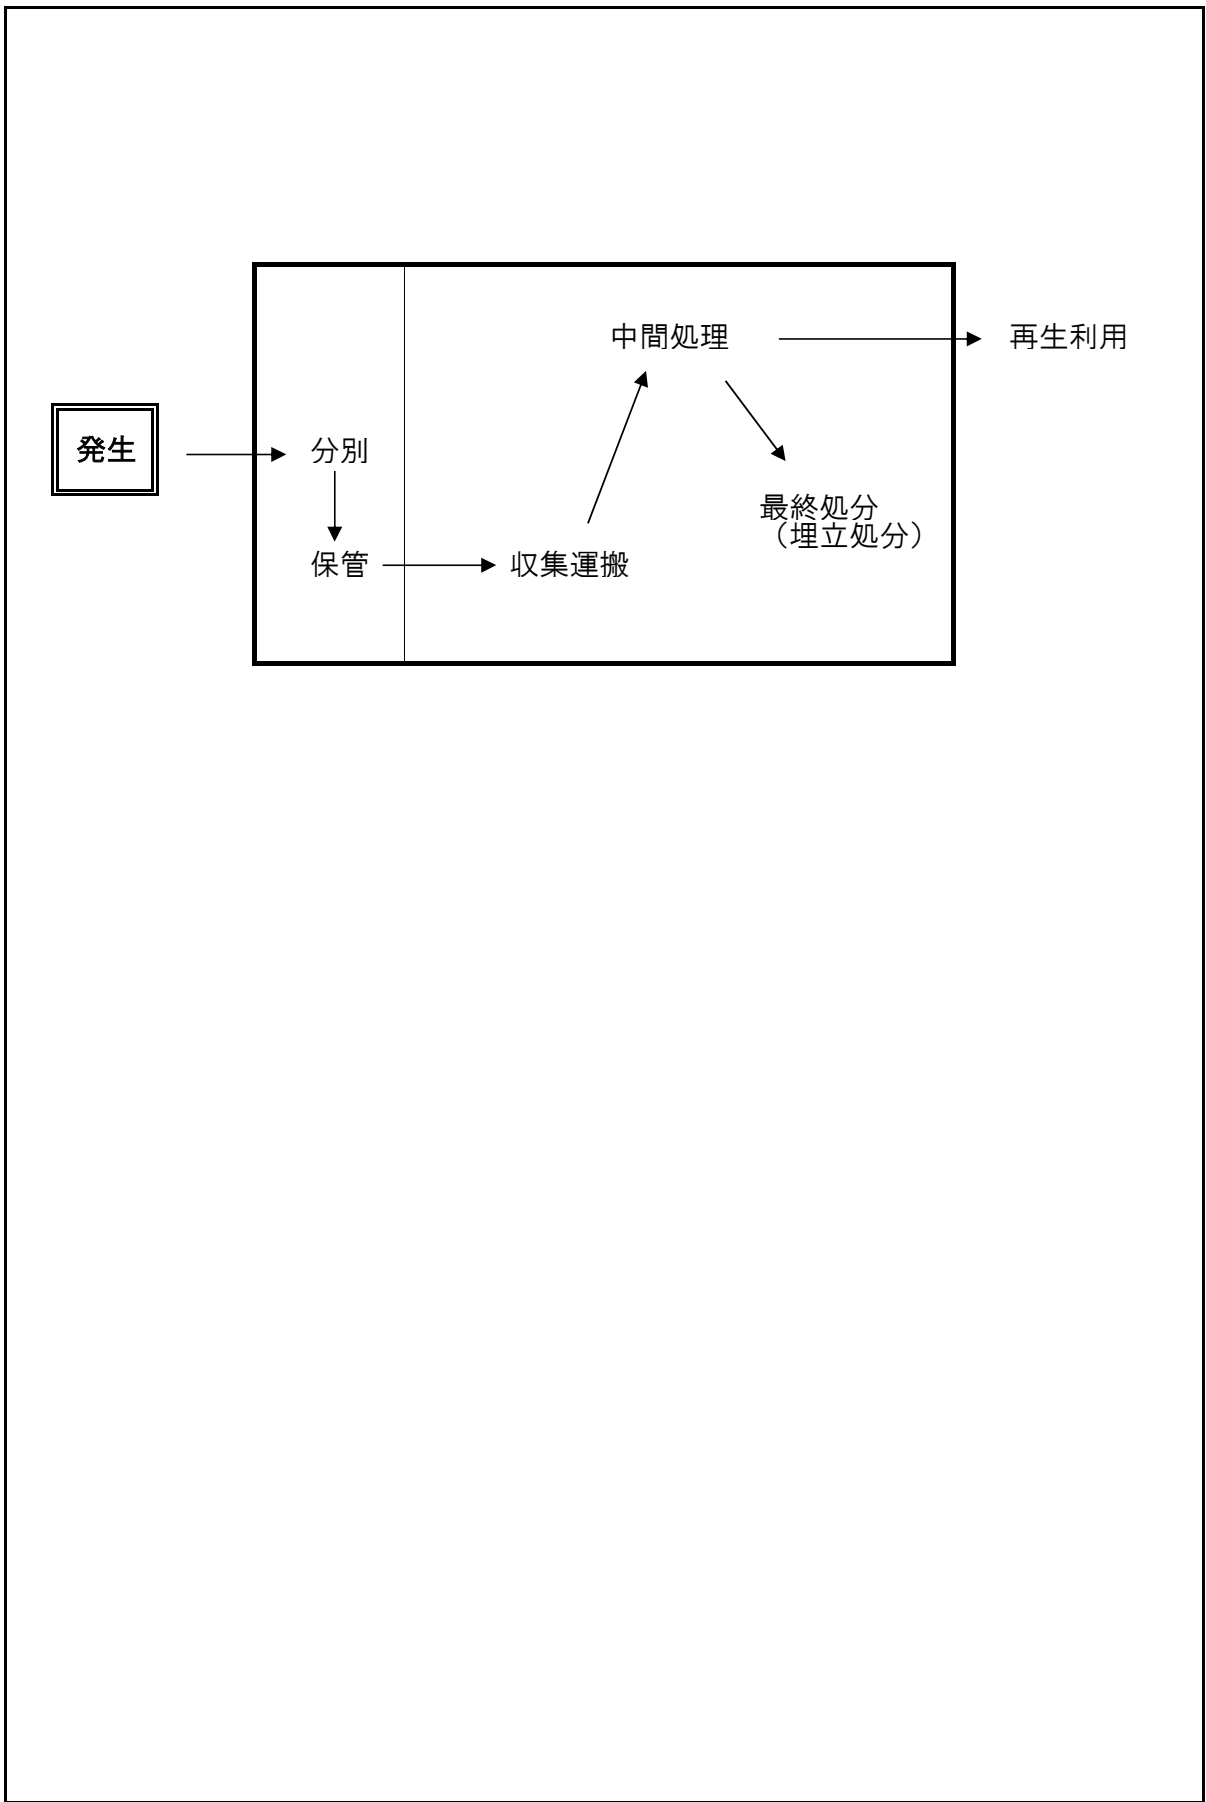 中間処理
再生利用
発生
分別
最終処分
（埋立処分）
保管
収集運搬